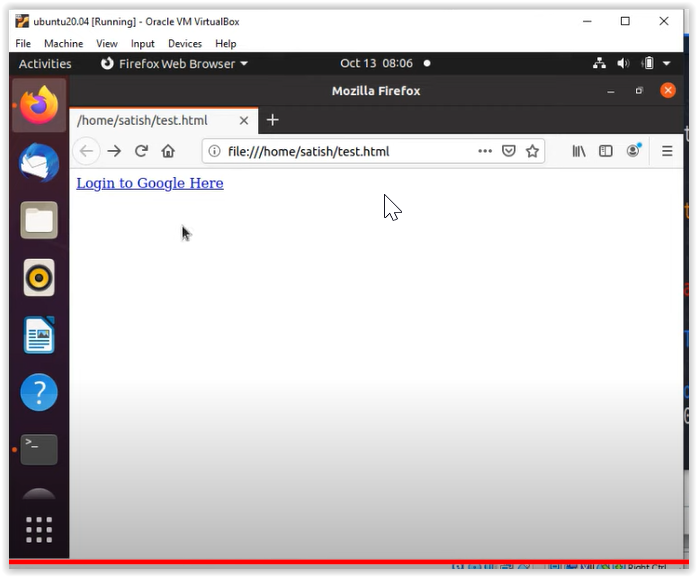 ubuntu20.04 [Running] - Oracle VM VirtualBox
File Machine View Input Devices Help
Activities Firefox Web Browser Oct 13 08:06
Mozilla Firefox
/home/satish/test.html
file:///home/satish/test.html
Login to Google Here
>_
Right Ctrl